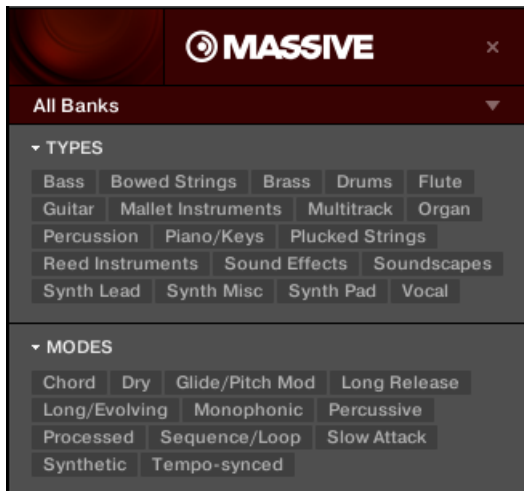 MASSIVE ×
All Banks
TYPES
Bass Bowed Strings Brass Drums Flute
Guitar Mallet Instruments Multitrack Organ
Percussion Piano/Keys Plucked Strings
Reed Instruments Sound Effects Soundscapes
Synth Lead Synth Misc Synth Pad Vocal
MODES
Chord Dry Glide/Pitch Mod Long Release
Long/Evolving Monophonic Percussive
Processed Sequence/Loop Slow Attack
Synthetic Tempo-synced